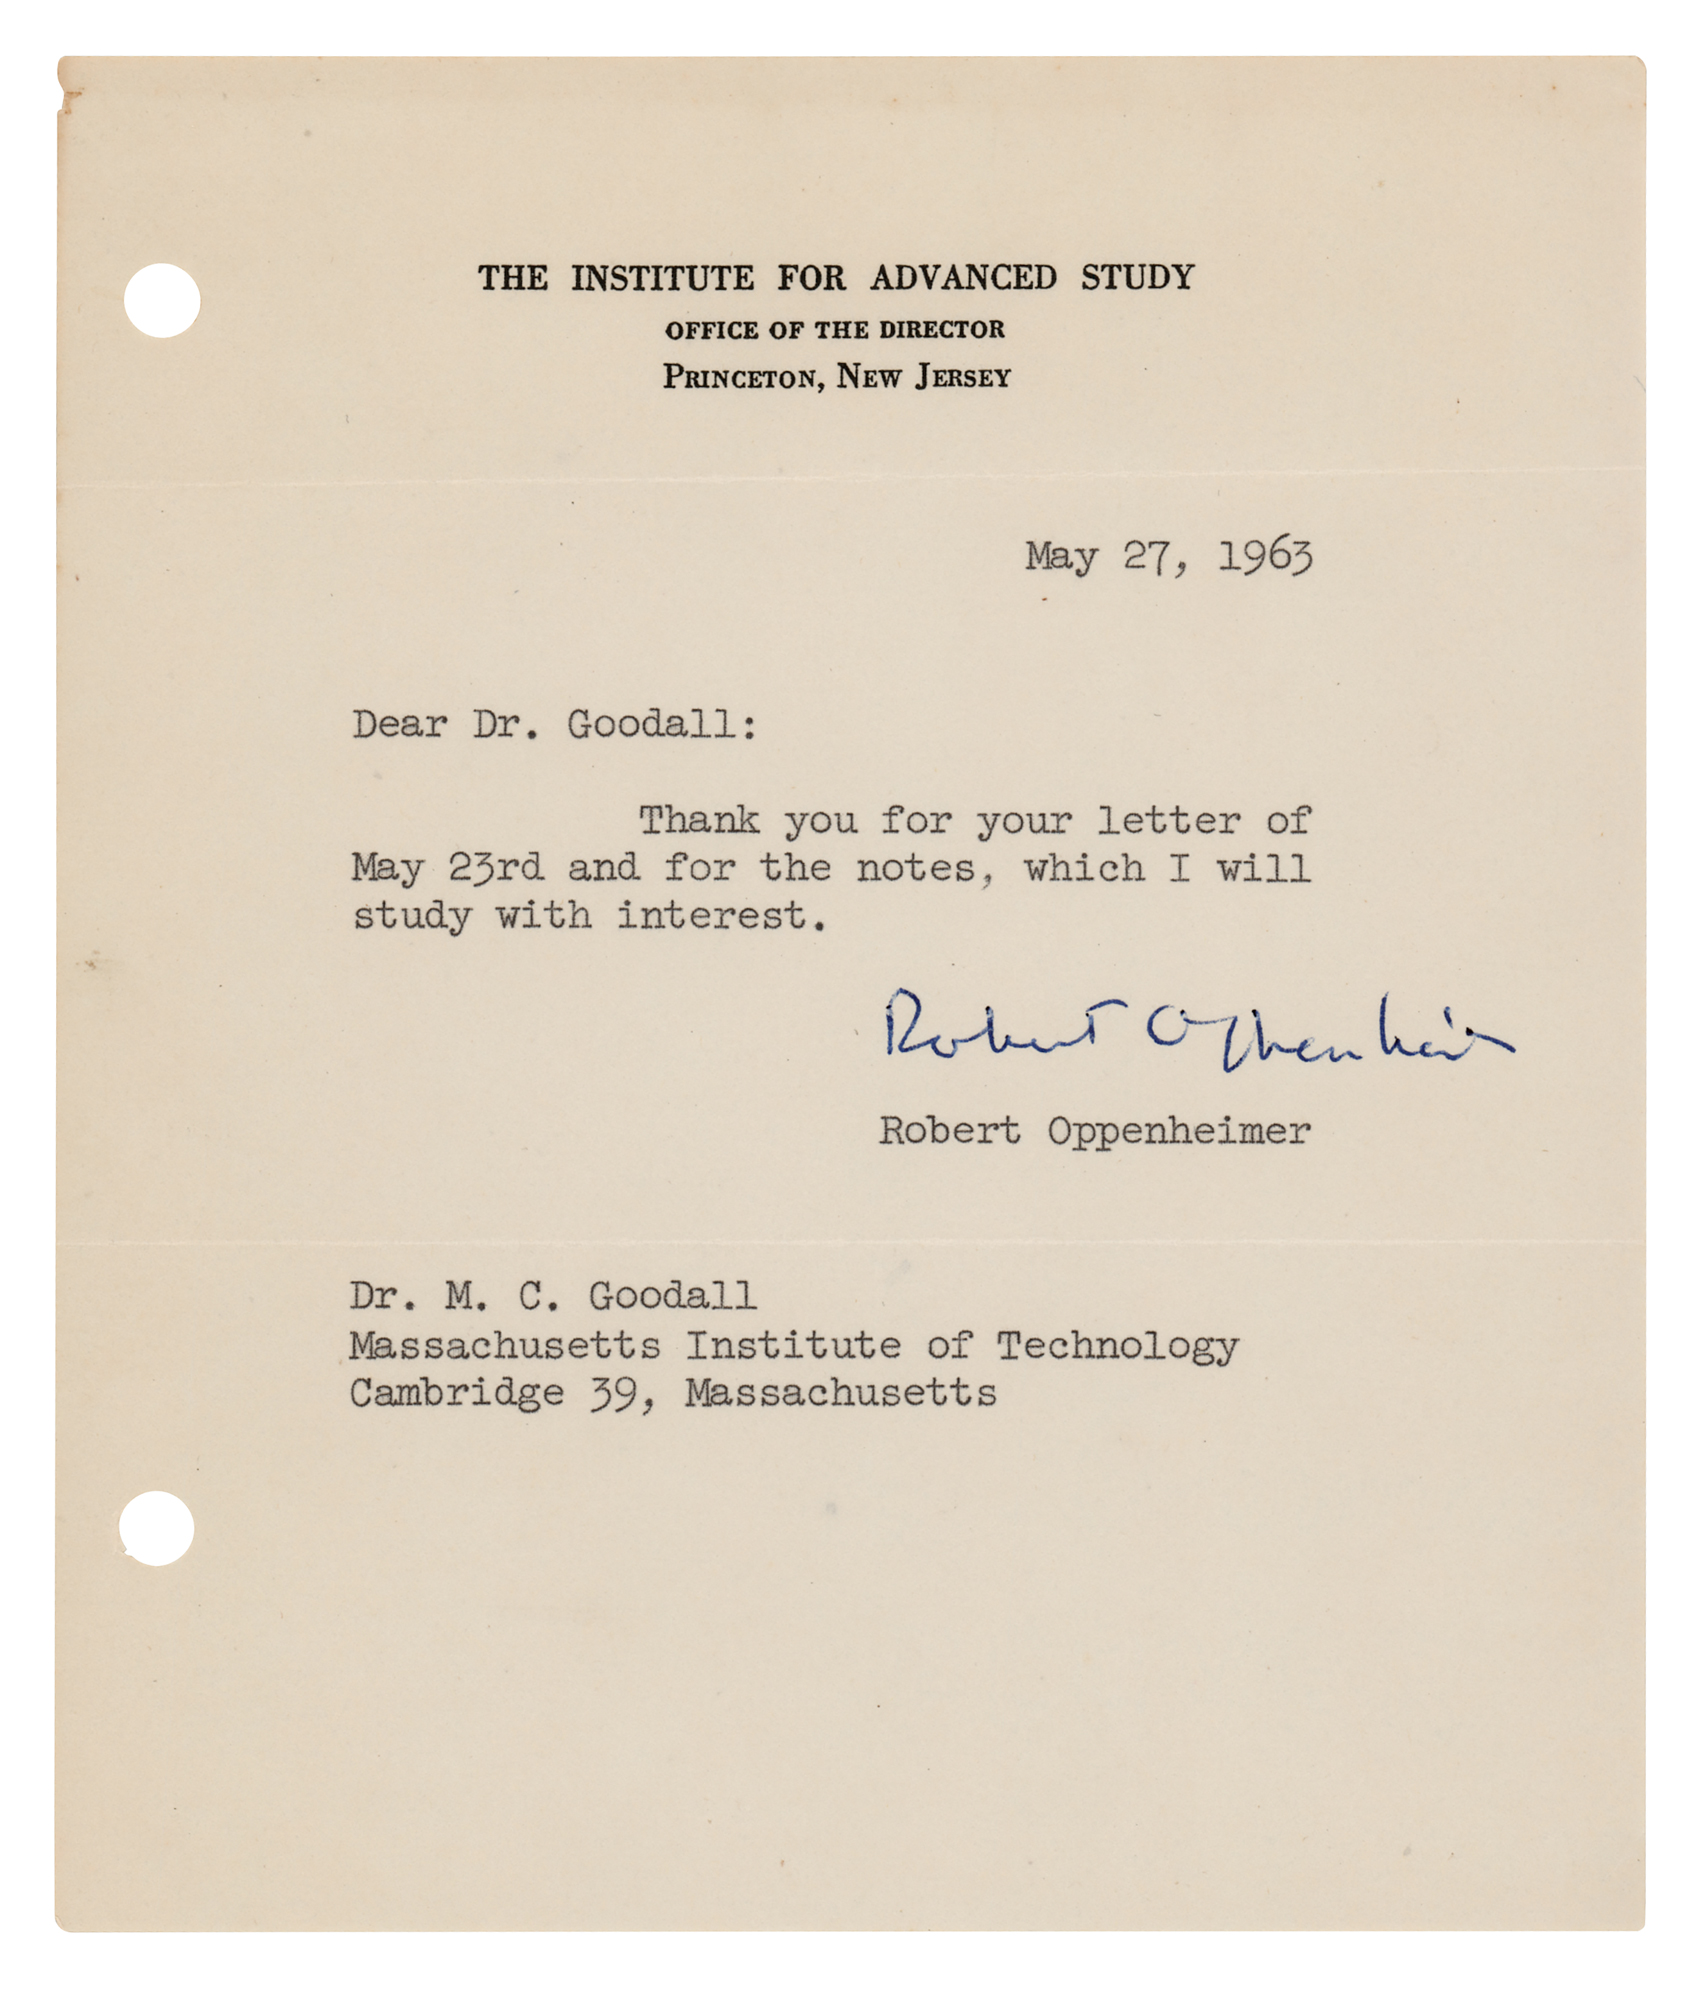 THE INSTITUTE FOR ADVANCED STUDY
OFFICE OF THE DIRECTOR
PRINCETON, NEW JERSEY
May 27, 1963
Dear Dr. Goodall:
Thank you for your letter of
May 23rd and for the notes, which I will
study with interest.
Robert Oppenheimer
Robert Oppenheimer
Dr. M. C. Goodall
Massachusetts Institute of Technology
Cambridge 39, Massachusetts